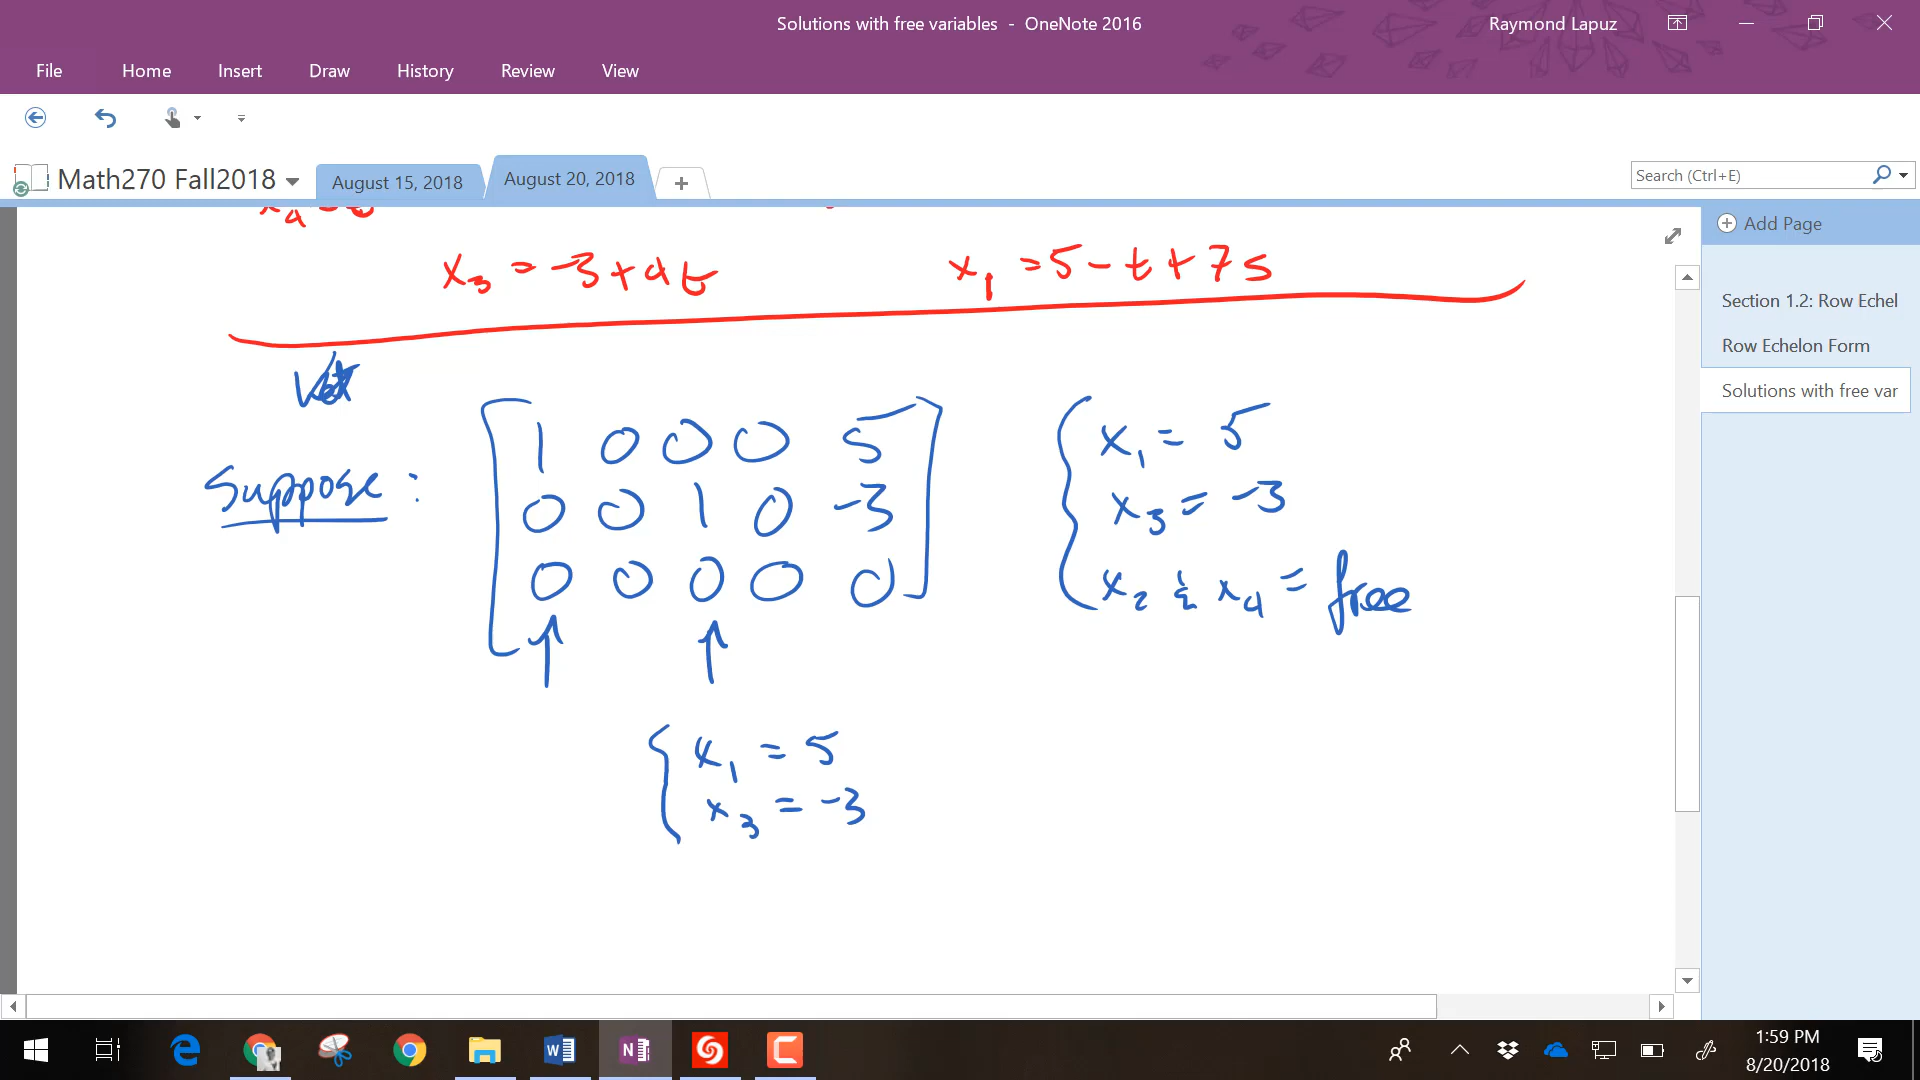 Solutions with free variables - OneNote 2016
Raymond Lapuz
File Home Insert Draw History Review View
Math270 Fall2018
August 15, 2018
August 20, 2018
Search (Ctrl+E)
Add Page
Section 1.2: Row Echel
Row Echelon Form
Solutions with free var
x₃ = -3+4t
x₁ = 5 - t + 7s
Suppose:
1 0 0 0 5
0 0 1 0 -3
0 0 0 0 0
x₁ = 5
x₃ = -3
x₂ & x₄ = free
x₁ = 5
x₃ = -3
1:59 PM
8/20/2018